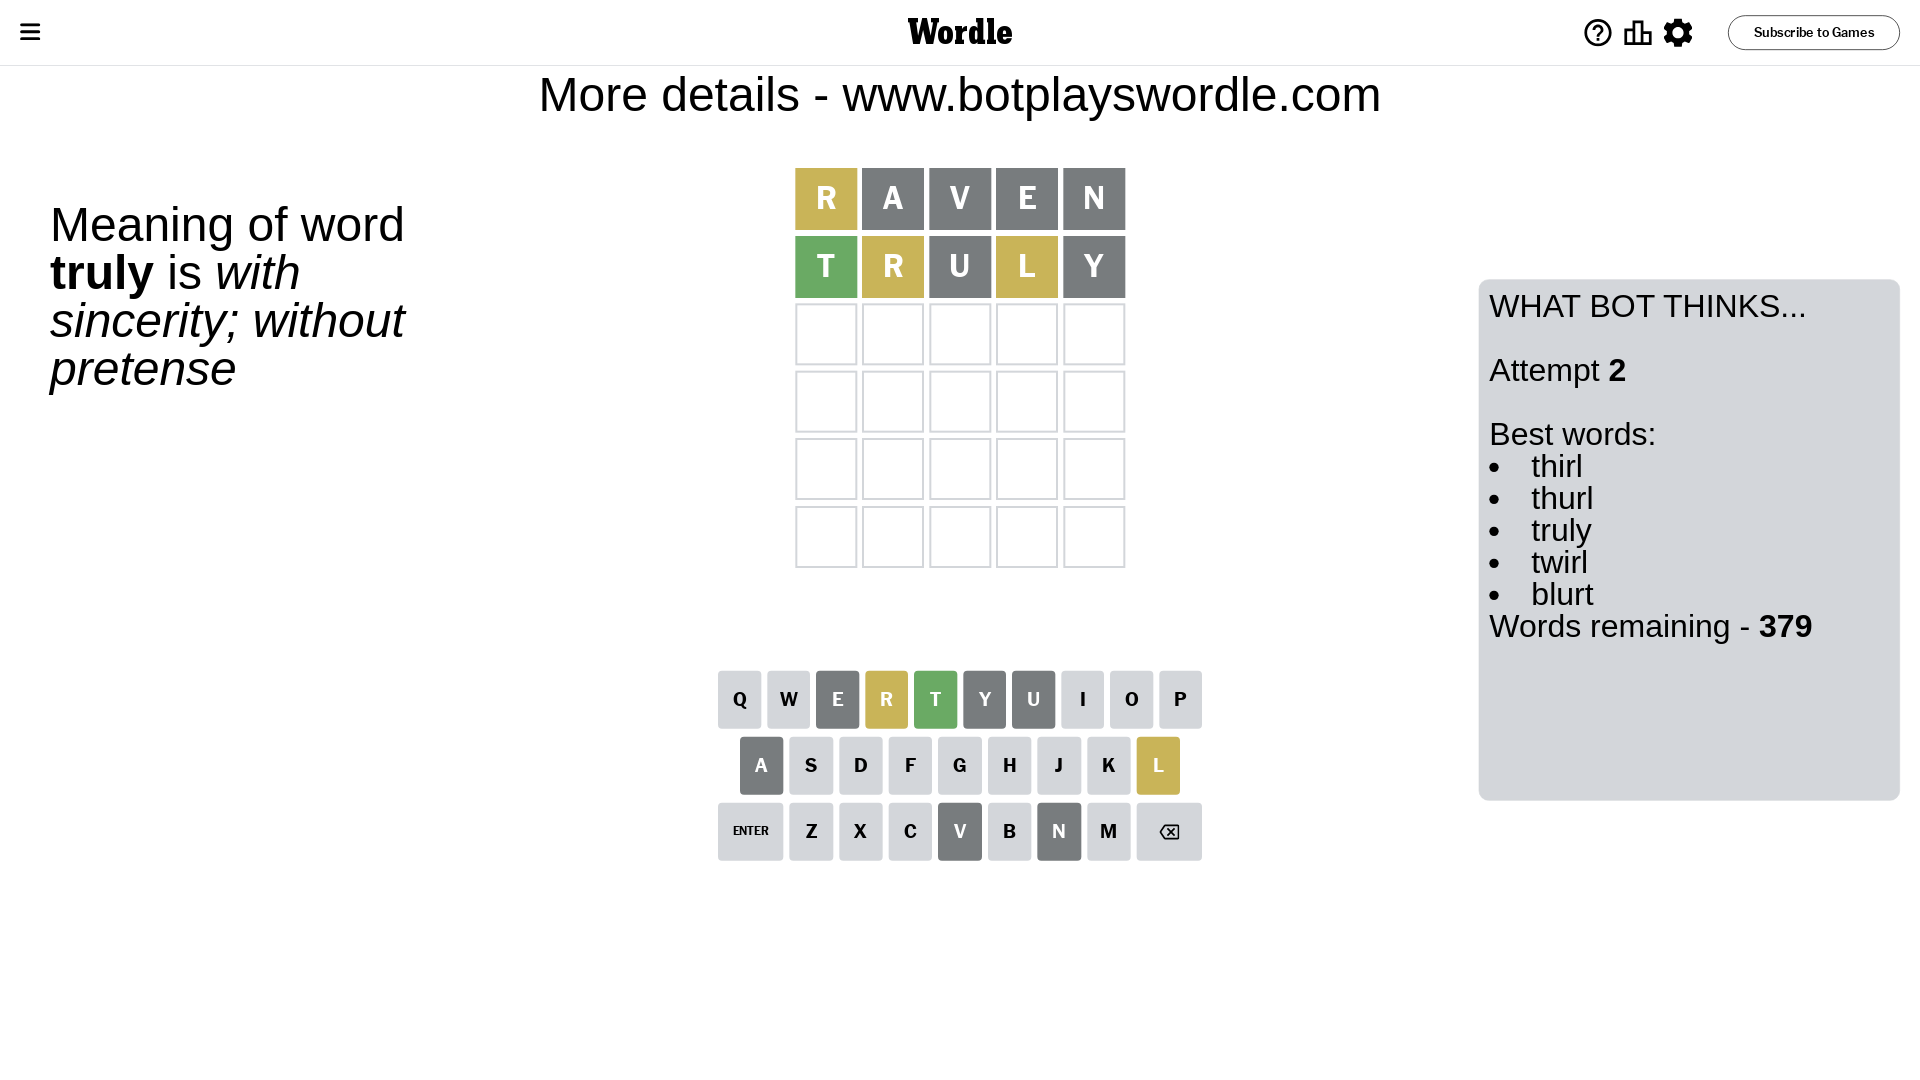 Wordle
Subscribe to Games
More details - www.botplayswordle.com
Meaning of word
truly is with
sincerity; without
pretense
R A V E N
T R U L Y
WHAT BOT THINKS...
Attempt 2
Best words:
• thirl
• thurl
• truly
• twirl
• blurt
Words remaining - 379
Q W E R T Y U I O P
A S D F G H J K L
ENTER Z X C V B N M